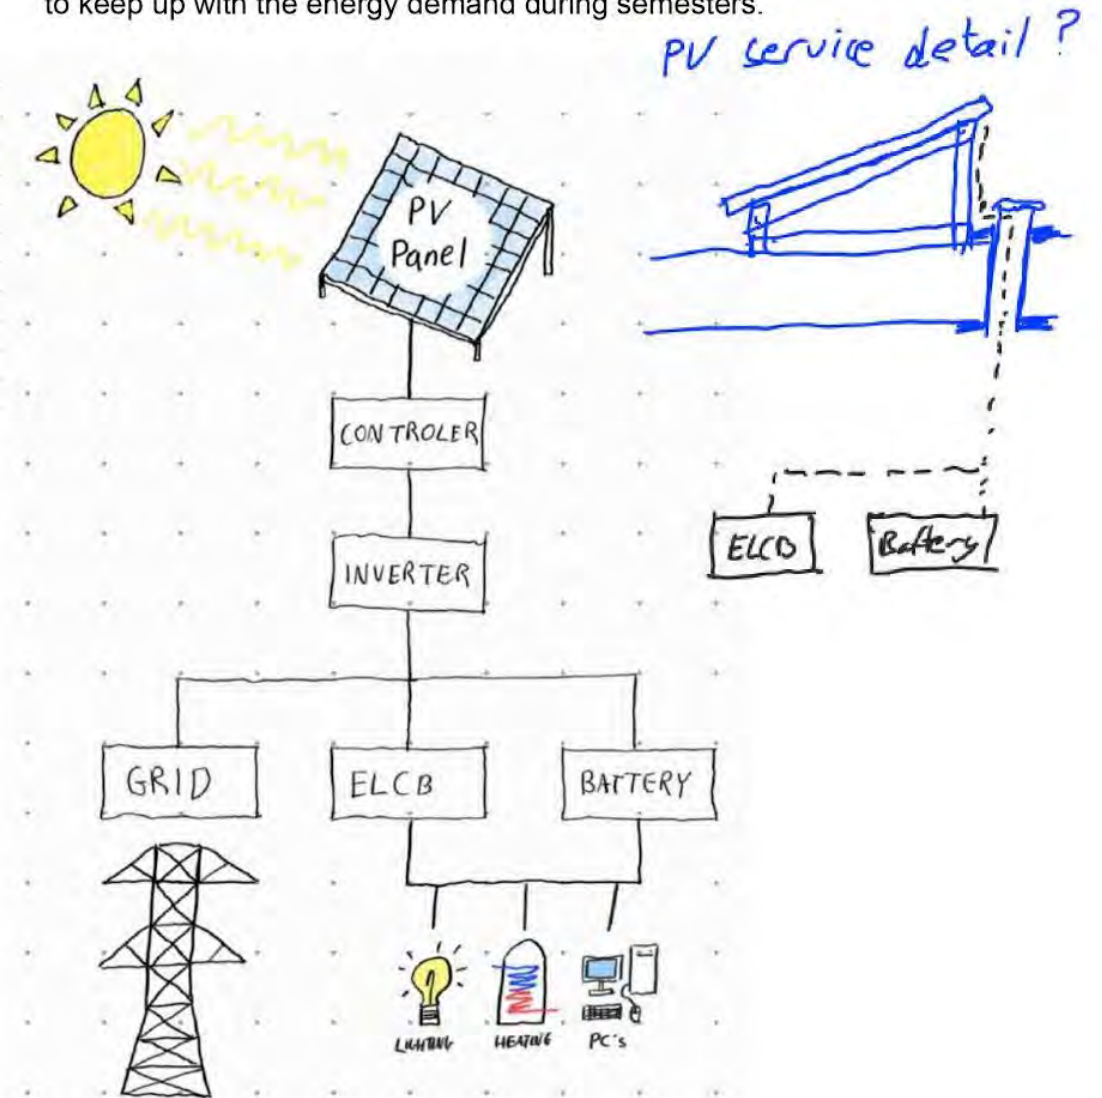 to keep up with the energy demand during semesters.
PV service detail ?
PV
Panel
CONTROLER
INVERTER
ELCB
Battery
GRID
ELCB
BATTERY
LIGHTING
HEATING
PC's